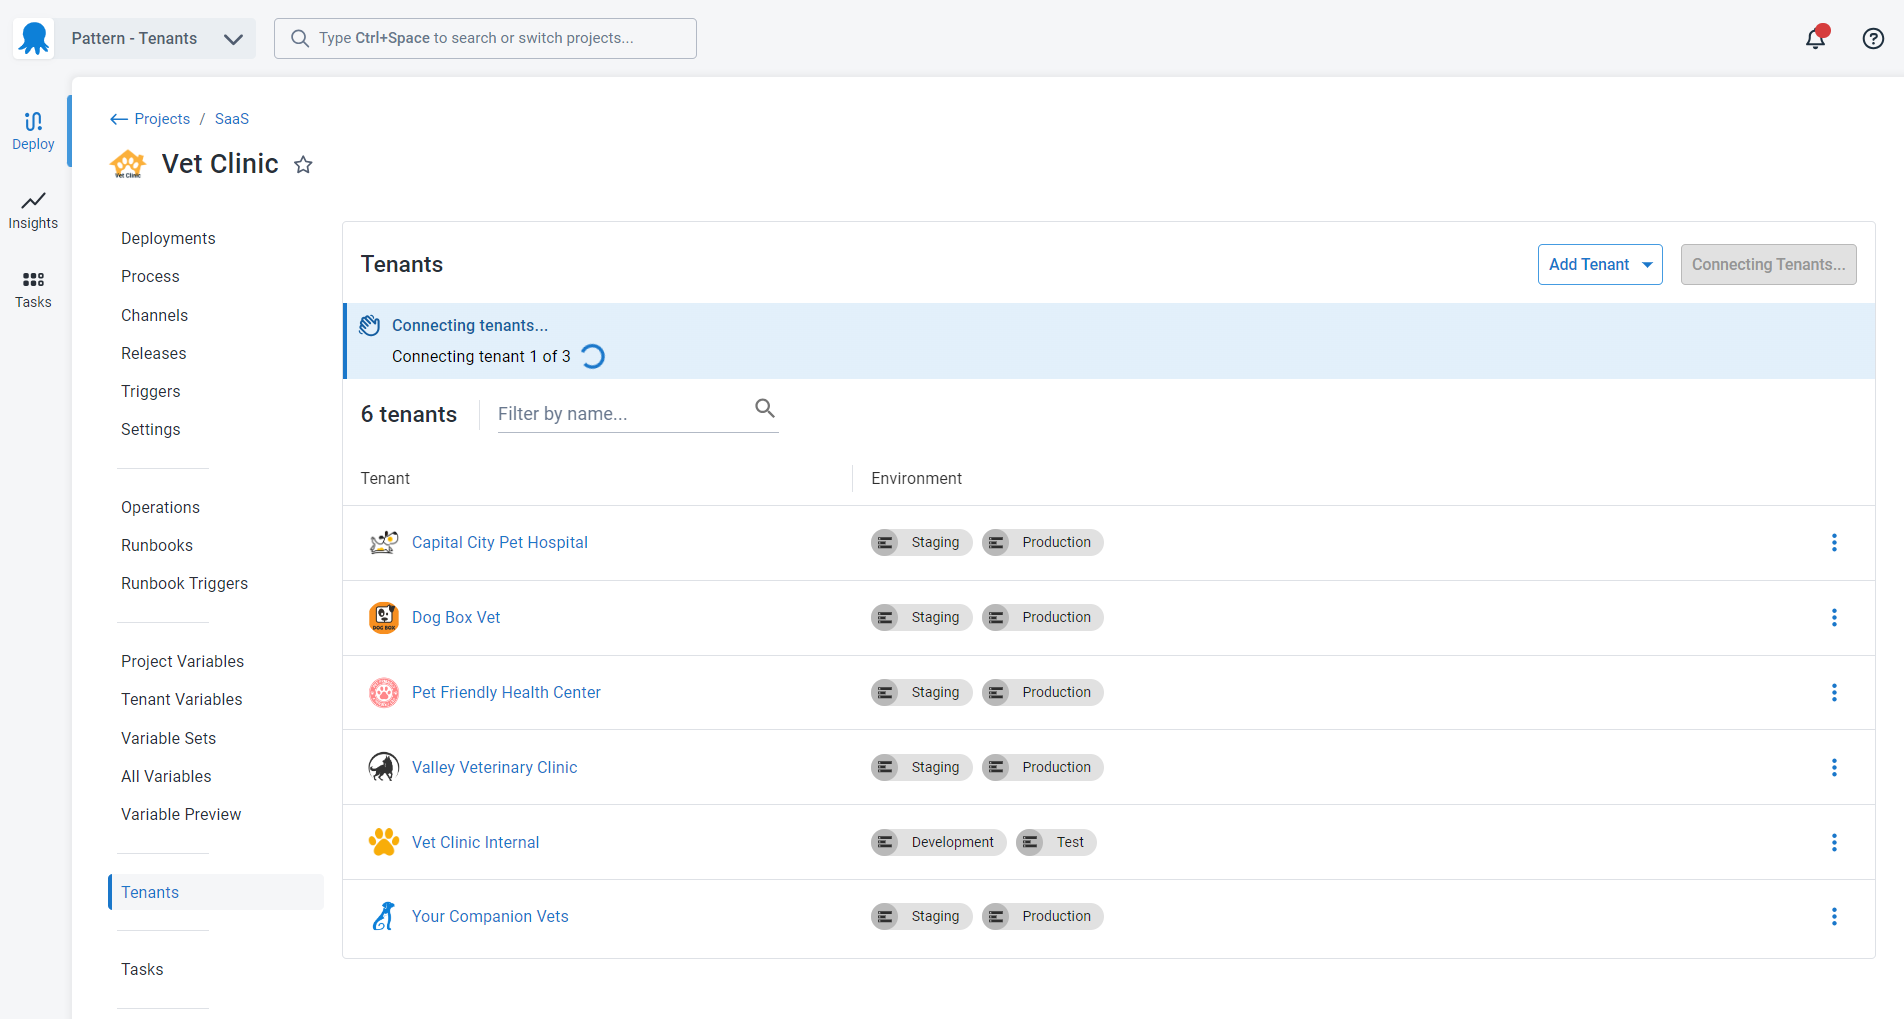 Pattern - Tenants
Type Ctrl+Space to search or switch projects...
Deploy
Insights
Tasks
Projects / SaaS
Vet Clinic
Vet Clinic
Deployments
Process
Channels
Releases
Triggers
Settings
Operations
Runbooks
Runbook Triggers
Project Variables
Tenant Variables
Variable Sets
All Variables
Variable Preview
Tenants
Tasks
Tenants
Add Tenant
Connecting Tenants...
Connecting tenants...
Connecting tenant 1 of 3
6 tenants
Filter by name...
Tenant Environment
Capital City Pet Hospital Staging Production
DOG BOX
Dog Box Vet Staging Production
Pet Friendly Health Center Staging Production
Valley Veterinary Clinic Staging Production
Vet Clinic Internal Development Test
Your Companion Vets Staging Production